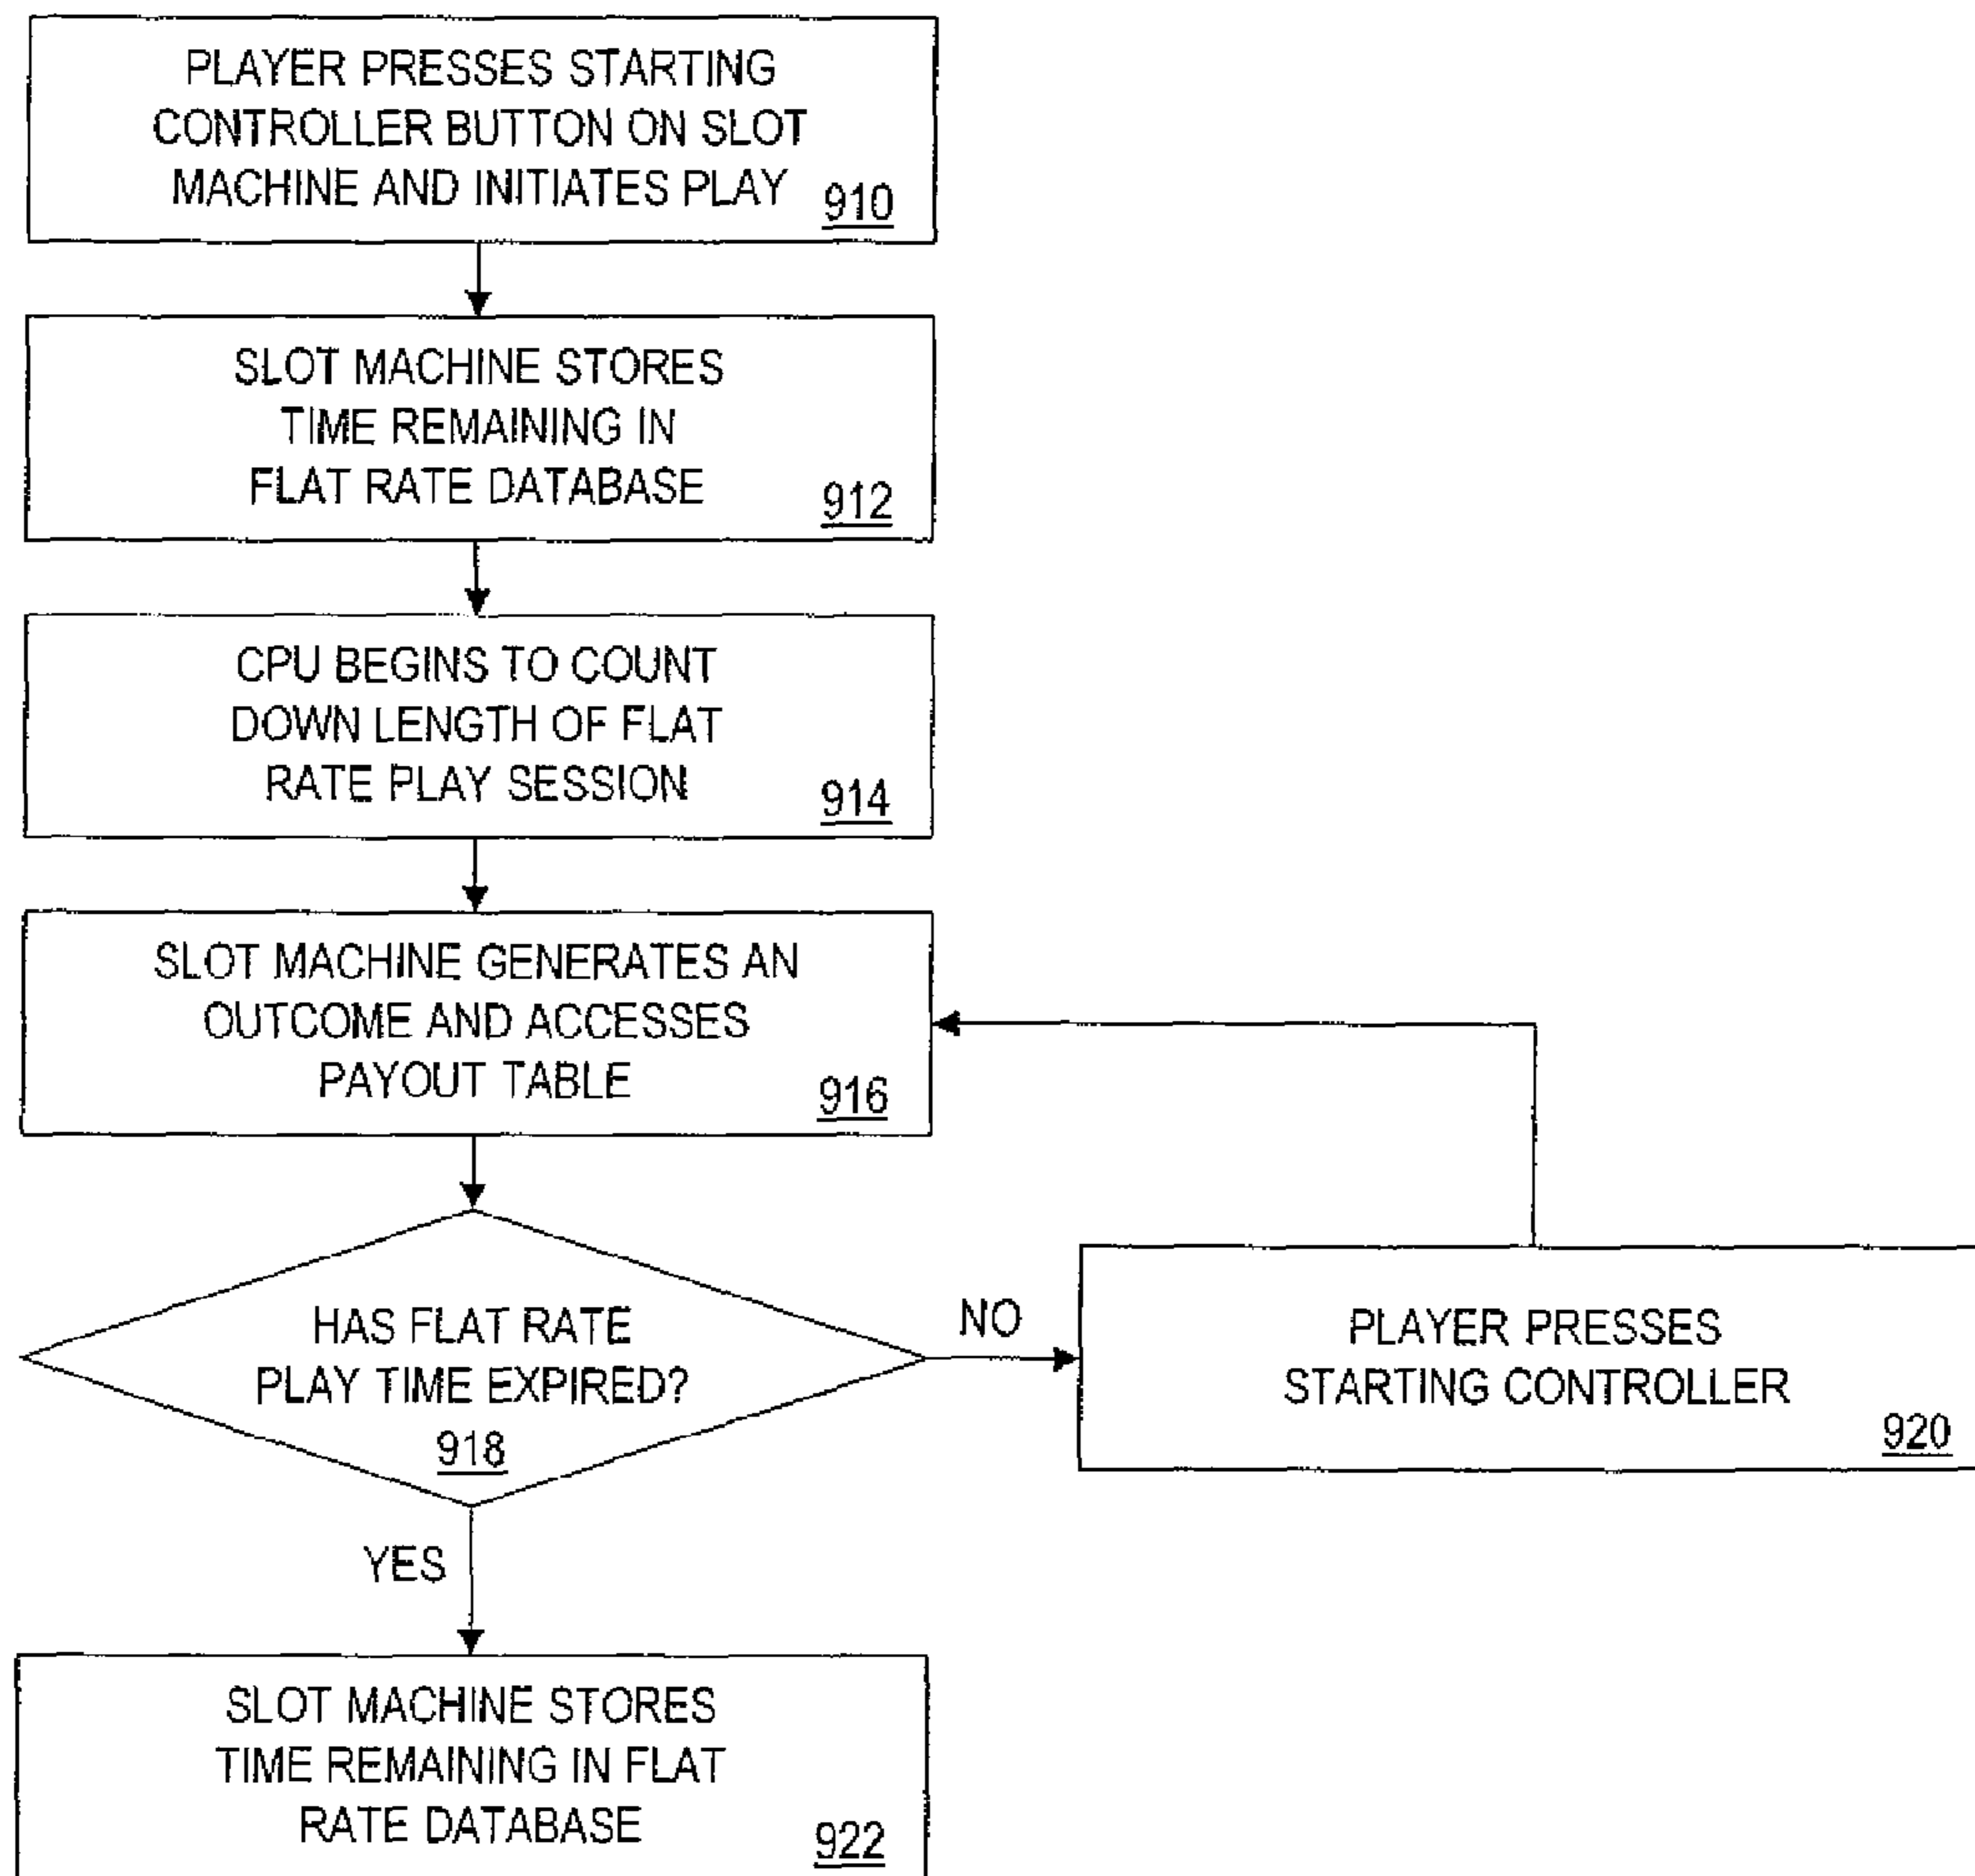 PLAYER PRESSES STARTING
CONTROLLER BUTTON ON SLOT
MACHINE AND INITIATES PLAY
910
SLOT MACHINE STORES
TIME REMAINING IN
FLAT RATE DATABASE
912
CPU BEGINS TO COUNT
DOWN LENGTH OF FLAT
RATE PLAY SESSION
914
SLOT MACHINE GENERATES AN
OUTCOME AND ACCESSES
PAYOUT TABLE
916
HAS FLAT RATE
PLAY TIME EXPIRED?
918
NO
PLAYER PRESSES
STARTING CONTROLLER
920
YES
SLOT MACHINE STORES
TIME REMAINING IN FLAT
RATE DATABASE
922